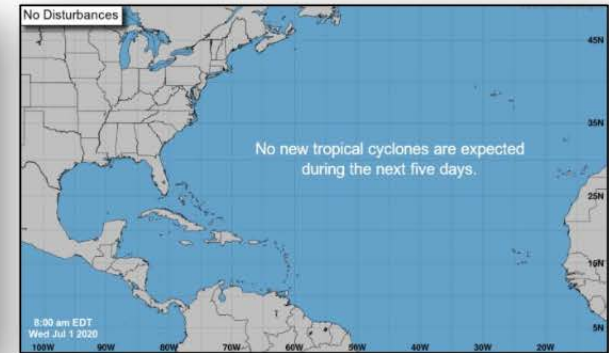 No Disturbances
45N
35N
No new tropical cyclones are expected
during the next five days.
25N
15N
8:00 am EDT
Wed Jul 1 2020
5N
100W 90W 80W 70W 60W 50W 40W 30W 20W